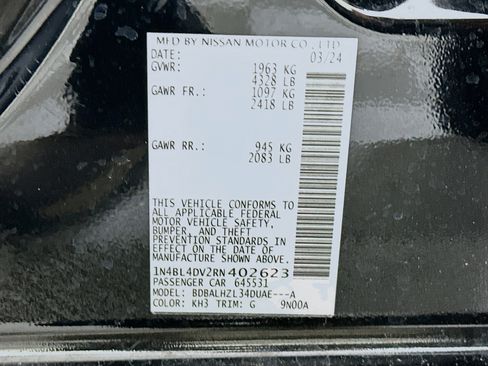 MFD BY NISSAN MOTOR CO., LTD
DATE: 03/24
GVWR: 1963 KG
4328 LB
GAWR FR.: 1097 KG
2418 LB
GAWR RR.: 945 KG
2083 LB
THIS VEHICLE CONFORMS TO
ALL APPLICABLE FEDERAL
MOTOR VEHICLE SAFETY,
BUMPER, AND THEFT
PREVENTION STANDARDS IN
EFFECT ON THE DATE OF
MANUFACTURE SHOWN ABOVE.
1N4BL4DV2RN402623
PASSENGER CAR 645531
MODEL: BDBALHZL34DUAE---A
COLOR: KH3 TRIM: G 9N00A